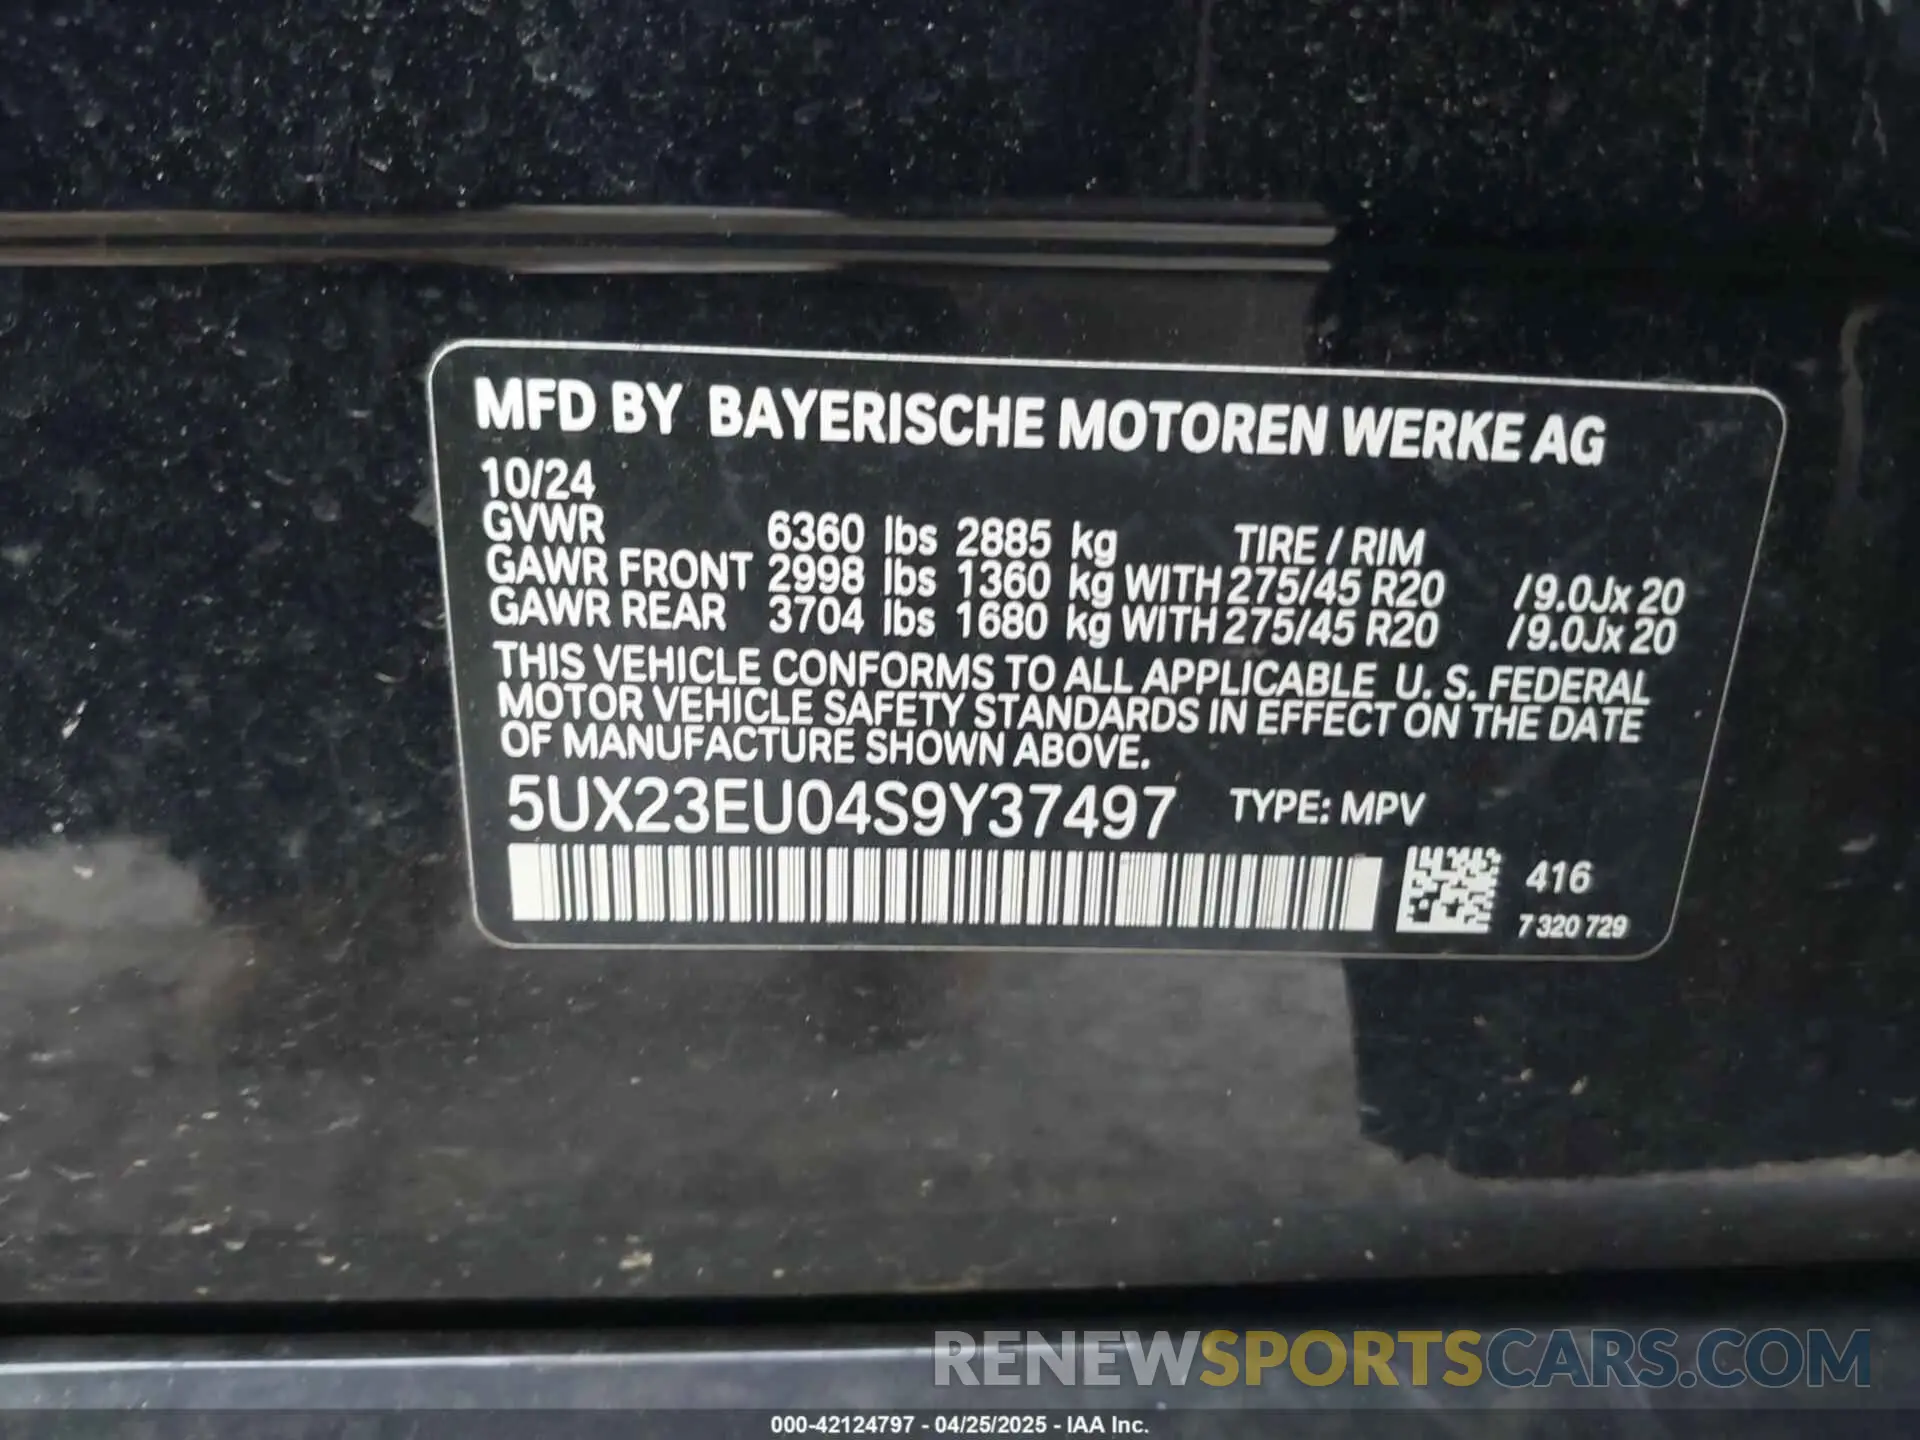 MFD BY BAYERISCHE MOTOREN WERKE AG
10/24
GVWR 6360 lbs 2885 kg TIRE / RIM
GAWR FRONT 2998 lbs 1360 kg WITH 275/45 R20 /9.0Jx 20
GAWR REAR 3704 lbs 1680 kg WITH 275/45 R20 /9.0Jx 20
THIS VEHICLE CONFORMS TO ALL APPLICABLE U. S. FEDERAL
MOTOR VEHICLE SAFETY STANDARDS IN EFFECT ON THE DATE
OF MANUFACTURE SHOWN ABOVE.
5UX23EU04S9Y37497 TYPE: MPV
416
7 320 729
RENEWSPORTSCARS.COM
000-42124797 - 04/25/2025 - IAA Inc.